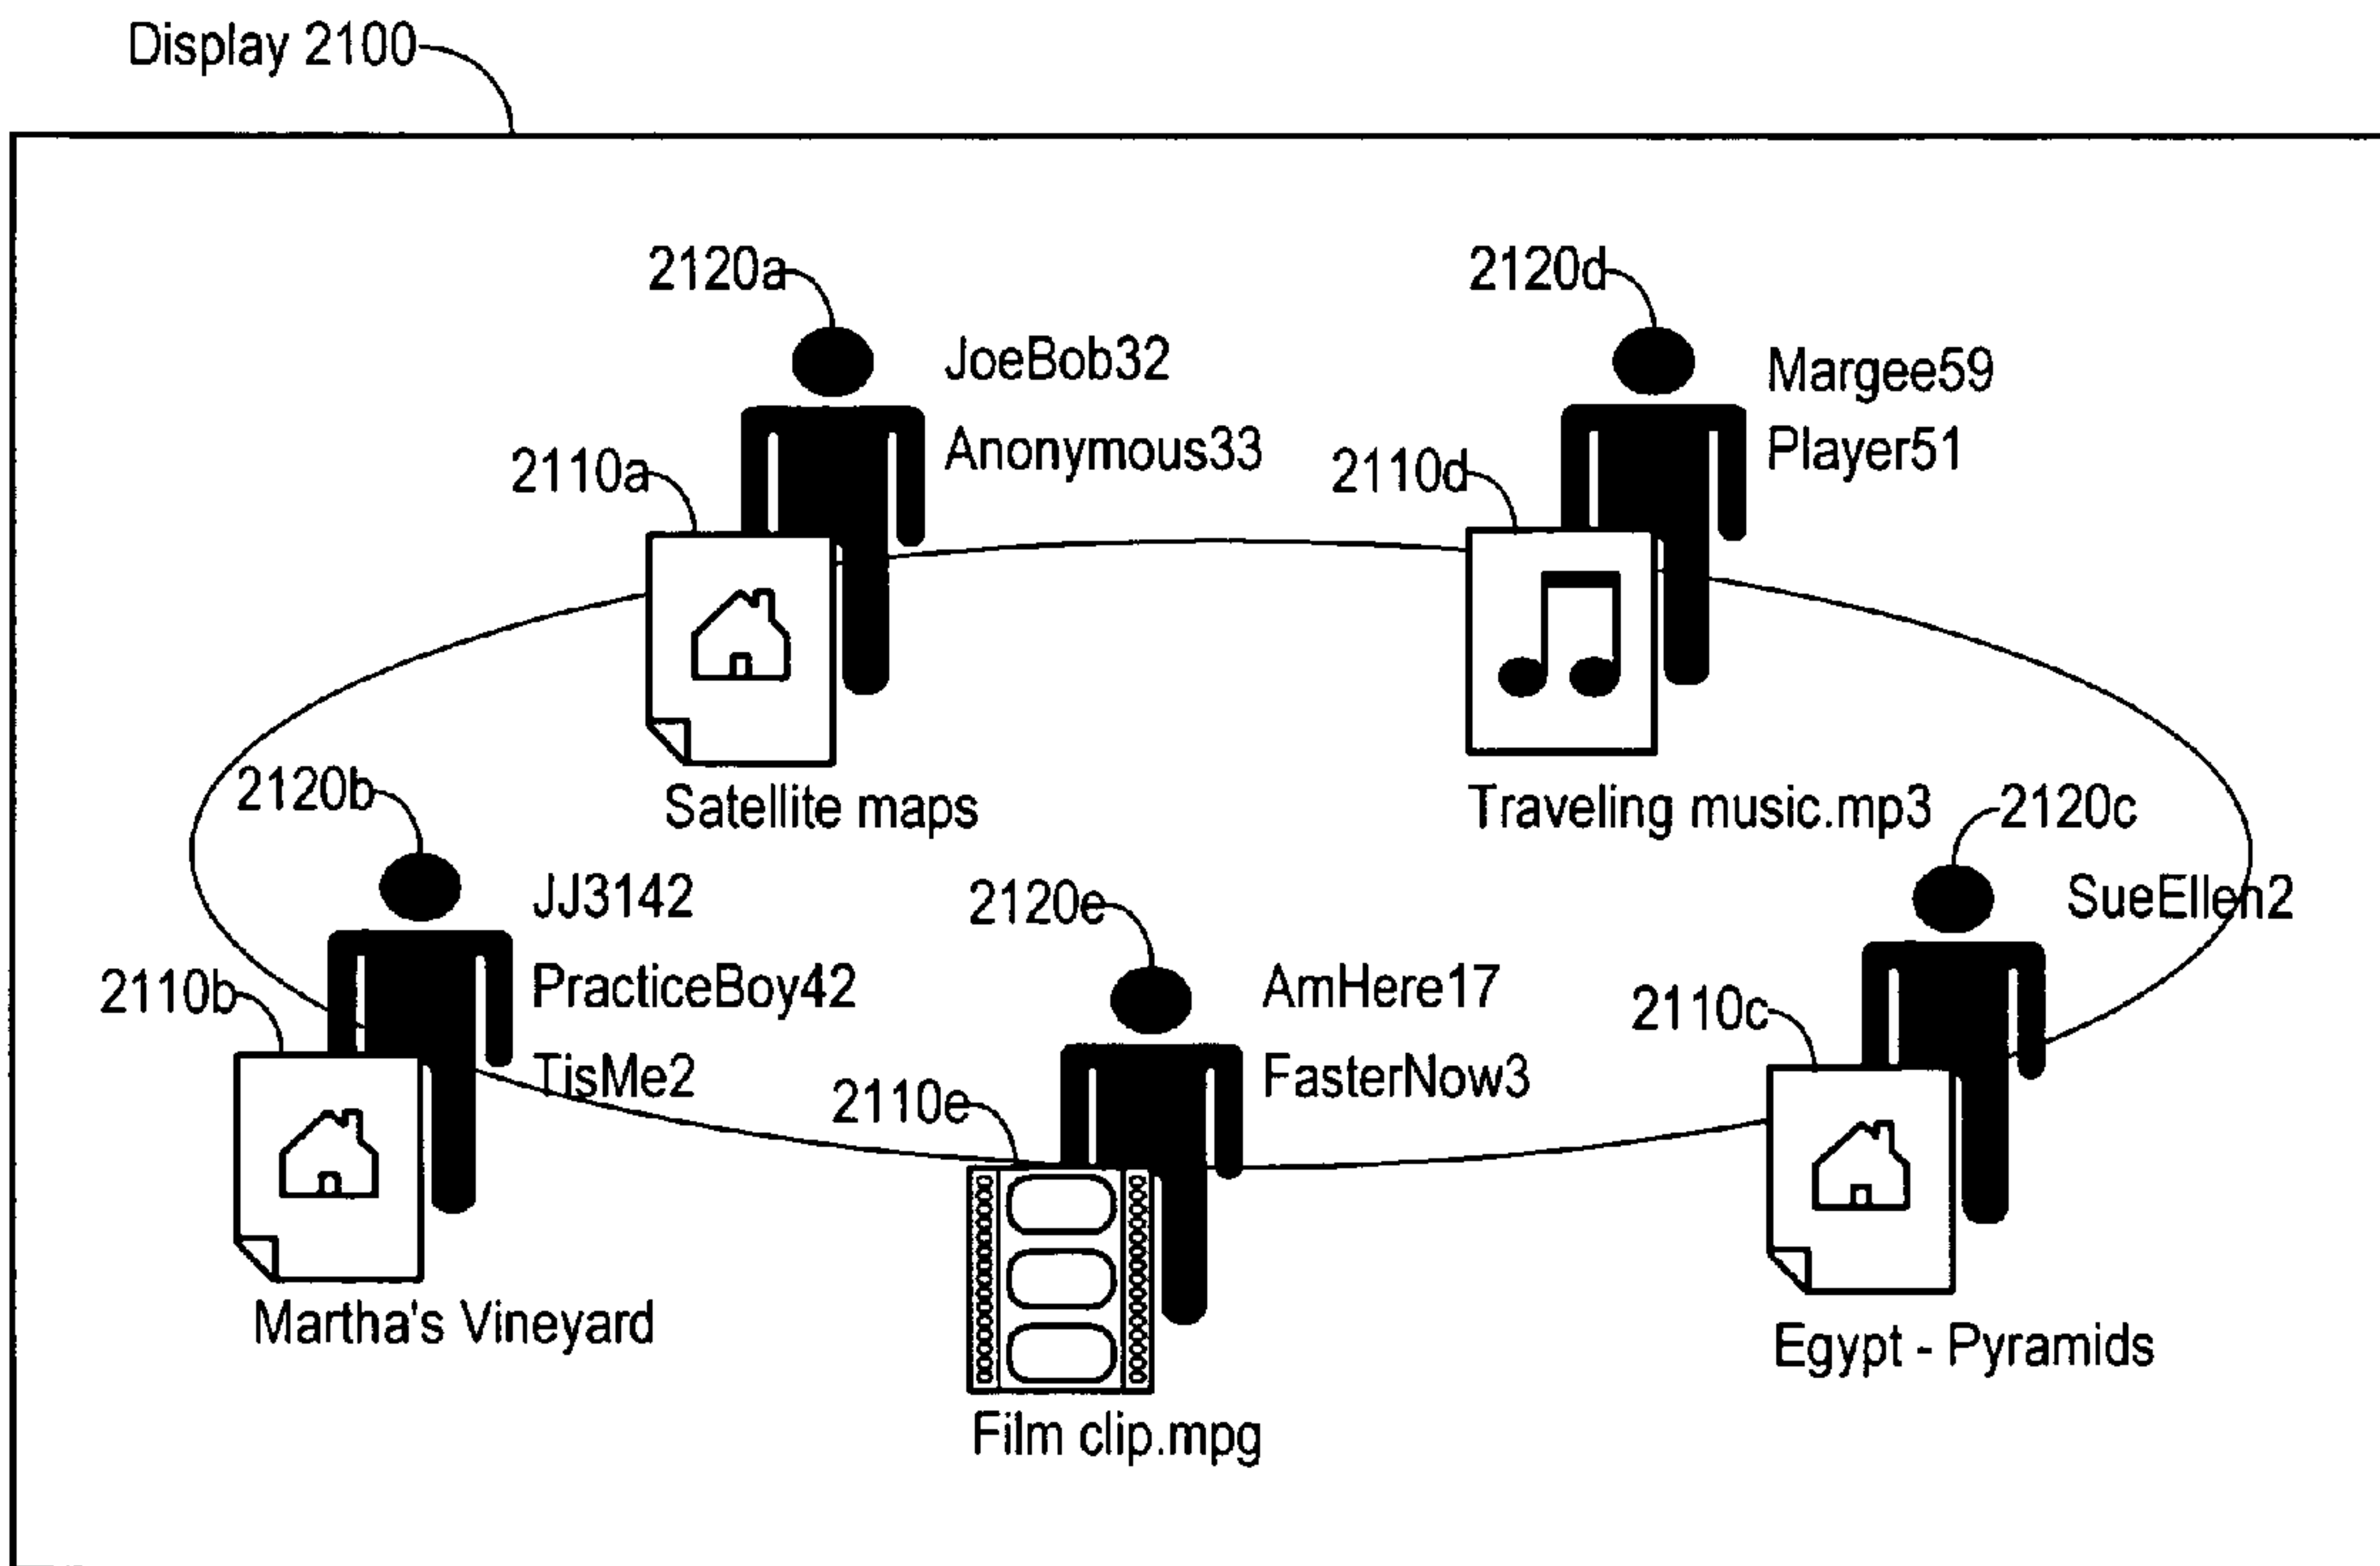 Display 2100
2120a
2120d
JoeBob32
Margee59
Anonymous33
Player51
2110a
2110d
Satellite maps
Traveling music.mp3
2120b
2120c
JJ3142
SueEllen2
2120e
PracticeBoy42
AmHere17
2110b
2110c
TisMe2
FasterNow3
2110e
Martha's Vineyard
Egypt - Pyramids
Film clip.mpg